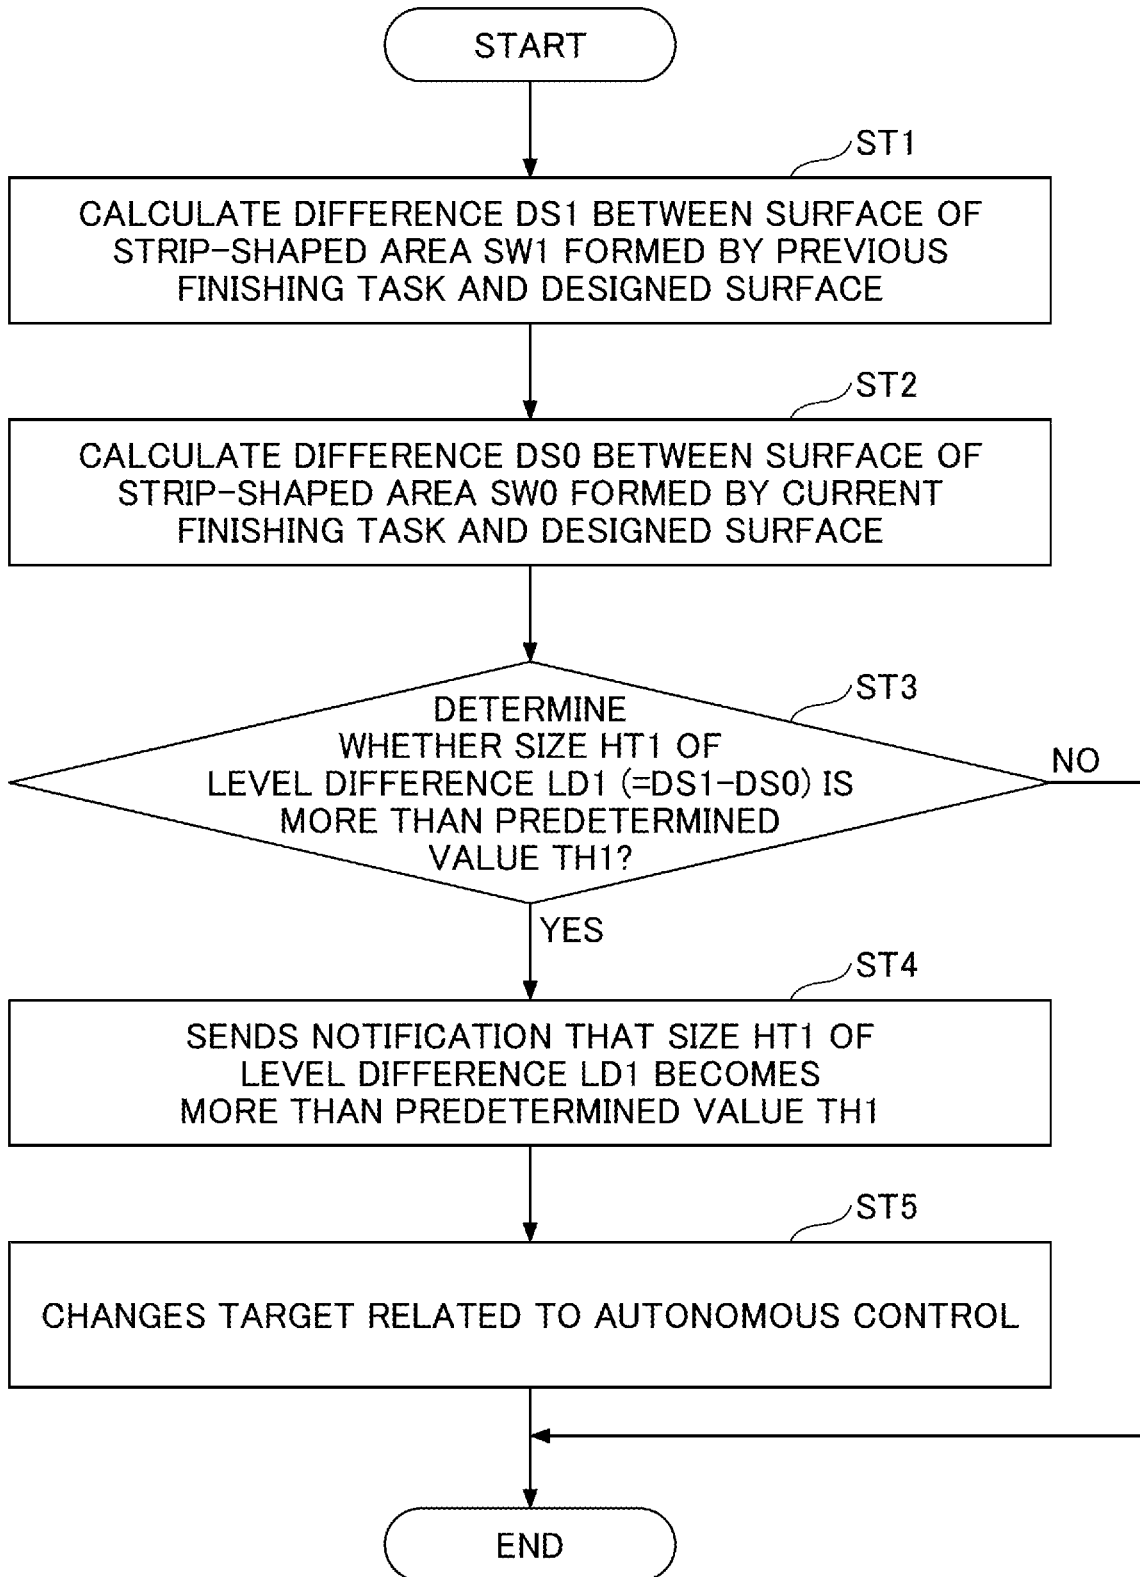 START
ST1
CALCULATE DIFFERENCE DS1 BETWEEN SURFACE OF
STRIP-SHAPED AREA SW1 FORMED BY PREVIOUS
FINISHING TASK AND DESIGNED SURFACE
ST2
CALCULATE DIFFERENCE DS0 BETWEEN SURFACE OF
STRIP-SHAPED AREA SW0 FORMED BY CURRENT
FINISHING TASK AND DESIGNED SURFACE
ST3
DETERMINE
WHETHER SIZE HT1 OF
LEVEL DIFFERENCE LD1 (=DS1-DS0) IS
MORE THAN PREDETERMINED
VALUE TH1?
NO
YES
ST4
SENDS NOTIFICATION THAT SIZE HT1 OF
LEVEL DIFFERENCE LD1 BECOMES
MORE THAN PREDETERMINED VALUE TH1
ST5
CHANGES TARGET RELATED TO AUTONOMOUS CONTROL
END